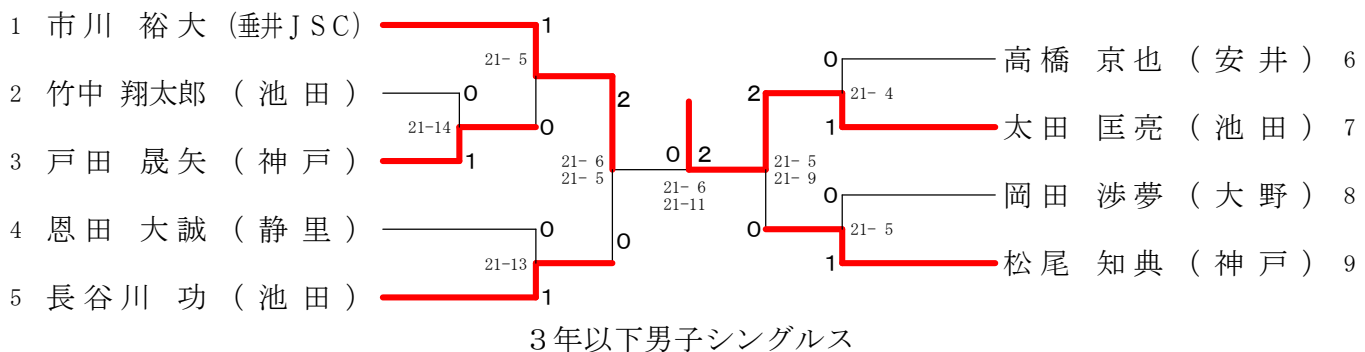 1 市川 裕大 (垂井ＪＳＣ)
1
21- 5
2 竹中 翔太郎 ( 池田 )
0
21-14
0
3 戸田 晟矢 ( 神戸 )
1
2
21- 6
21- 5
4 恩田 大誠 ( 静里 )
0
0
21-13
5 長谷川 功 ( 池田 )
1
0 2
21- 6
21-11
0
高橋 京也 ( 安井 ) 6
2
21- 4
1
太田 匡亮 ( 池田 ) 7
21- 5
21- 9
0
岡田 渉夢 ( 大野 ) 8
0
21- 5
1
松尾 知典 ( 神戸 ) 9
３年以下男子シングルス